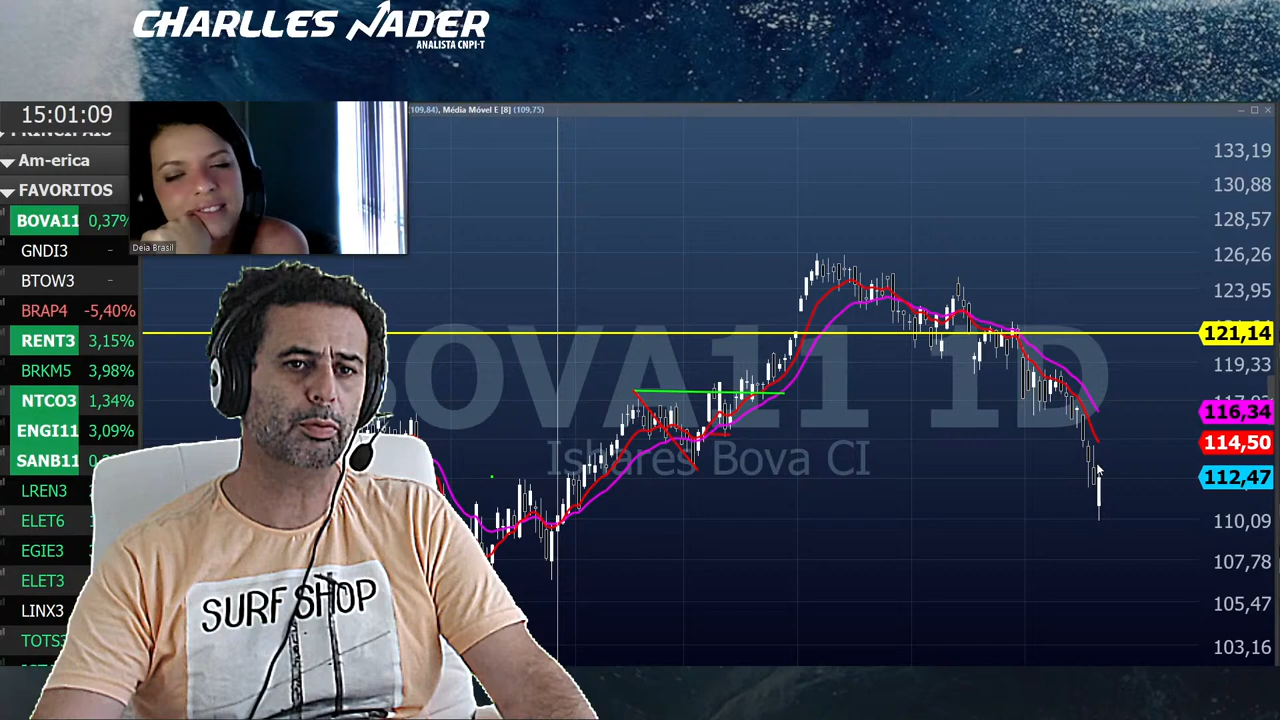 CHARLLES NADER
ANALISTA CNPI-T
15:01:09
PRINCIPAIS
Am-erica
FAVORITOS
BOVA11 0,37%
GNDI3 -
BTOW3 -
BRAP4 -5,40%
RENT3 3,15%
BRKM5 3,98%
NTCO3 1,34%
ENGI11 3,09%
SANB11
LREN3
ELET6
EGIE3
ELET3
LINX3
TOTS3
Deia Brasil
109,84), Média Móvel E [8] (109,75)
BOVA11 1D
Ishares Bova CI
133,19
130,88
128,57
126,26
123,95
121,14
119,33
116,34
114,50
112,47
110,09
107,78
105,47
103,16
SURF SHOP